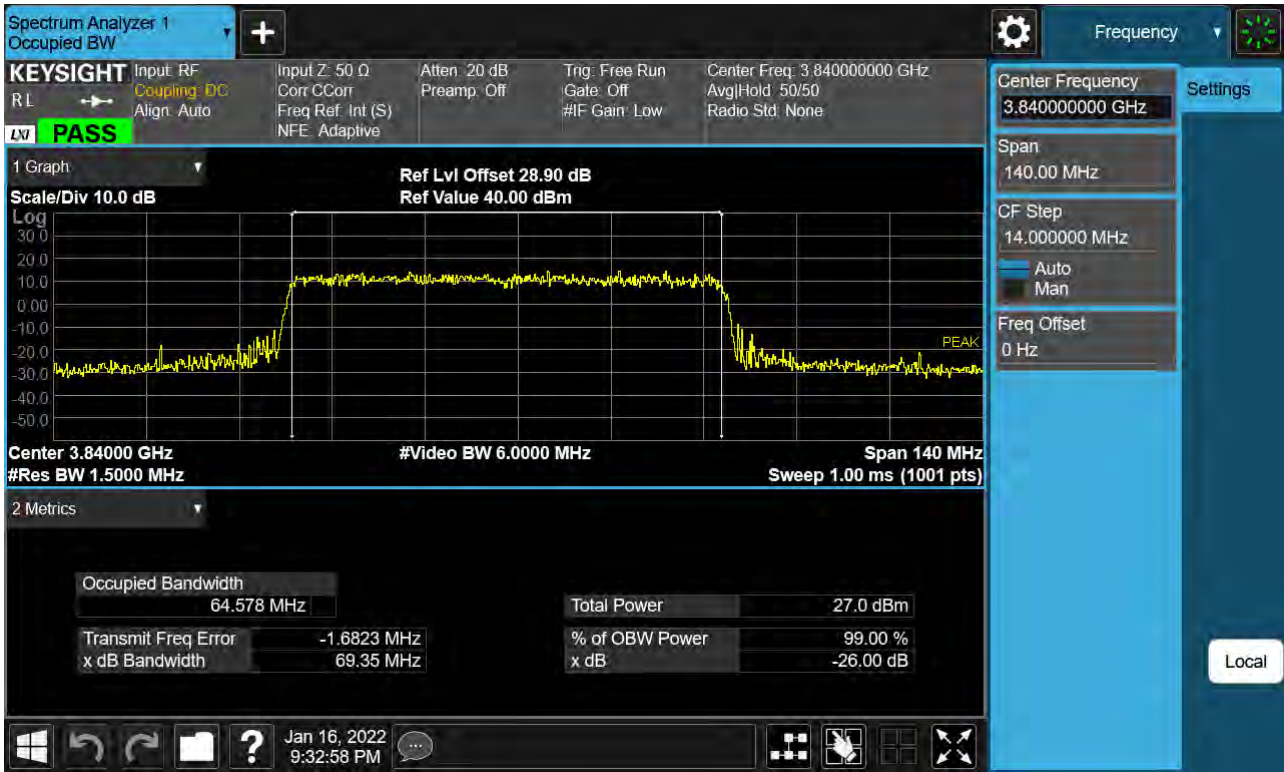 Spectrum Analyzer 1
Occupied BW
+
Frequency
KEYSIGHT
RL
LXI PASS
Input: RF
Coupling: DC
Align: Auto
Input Z: 50 Ω
Corr CCorr
Freq Ref: Int (S)
NFE: Adaptive
Atten: 20 dB
Preamp: Off
Trig: Free Run
Gate: Off
#IF Gain: Low
Center Freq: 3.840000000 GHz
Avg|Hold: 50/50
Radio Std: None
Center Frequency
3.840000000 GHz
Settings
Span
140.00 MHz
CF Step
14.000000 MHz
Auto
Man
Freq Offset
0 Hz
Local
1 Graph
Scale/Div 10.0 dB
Ref Lvl Offset 28.90 dB
Ref Value 40.00 dBm
Log
30.0
20.0
10.0
0.00
-10.0
-20.0
-30.0
-40.0
-50.0
PEAK
Center 3.84000 GHz
#Video BW 6.0000 MHz
Span 140 MHz
#Res BW 1.5000 MHz
Sweep 1.00 ms (1001 pts)
2 Metrics
Occupied Bandwidth
64.578 MHz
Transmit Freq Error -1.6823 MHz
x dB Bandwidth 69.35 MHz
Total Power 27.0 dBm
% of OBW Power 99.00 %
x dB -26.00 dB
?
Jan 16, 2022
9:32:58 PM